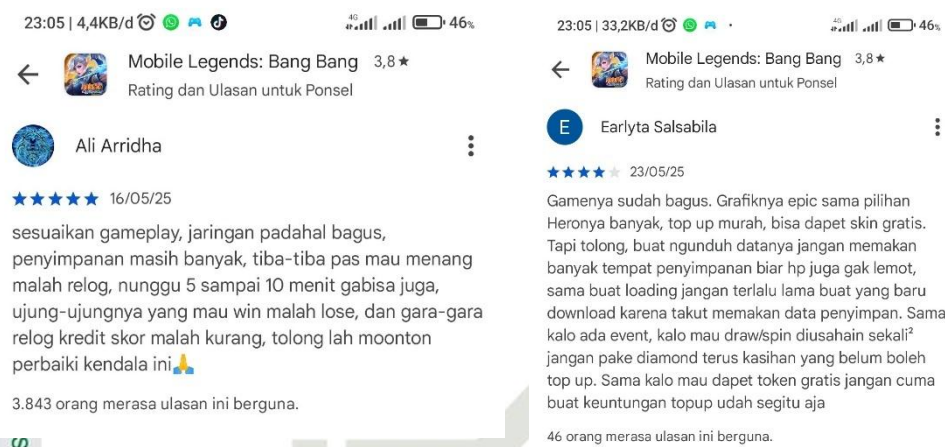 23:05 | 4,4KB/d
4G
46%
Mobile Legends: Bang Bang 3,8★
Rating dan Ulasan untuk Ponsel
Ali Arridha
16/05/25
sesuaikan gameplay, jaringan padahal bagus,
penyimpanan masih banyak, tiba-tiba pas mau menang
malah relog, nunggu 5 sampai 10 menit gabisa juga,
ujung-ujungnya yang mau win malah lose, dan gara-gara
relog kredit skor malah kurang, tolong lah moonton
perbaiki kendala ini🙏
3.843 orang merasa ulasan ini berguna.
23:05 | 33,2KB/d
4G
46%
Mobile Legends: Bang Bang 3,8★
Rating dan Ulasan untuk Ponsel
E
Earlyta Salsabila
23/05/25
Gamenya sudah bagus. Grafiknya epic sama pilihan
Heronya banyak, top up murah, bisa dapet skin gratis.
Tapi tolong, buat ngunduh datanya jangan memakan
banyak tempat penyimpanan biar hp juga gak lemot,
sama buat loading jangan terlalu lama buat yang baru
download karena takut memakan data penyimpan. Sama
kalo ada event, kalo mau draw/spin diusahain sekali²
jangan pake diamond terus kasihan yang belum boleh
top up. Sama kalo mau dapet token gratis jangan cuma
buat keuntungan topup udah segitu aja
46 orang merasa ulasan ini berguna.